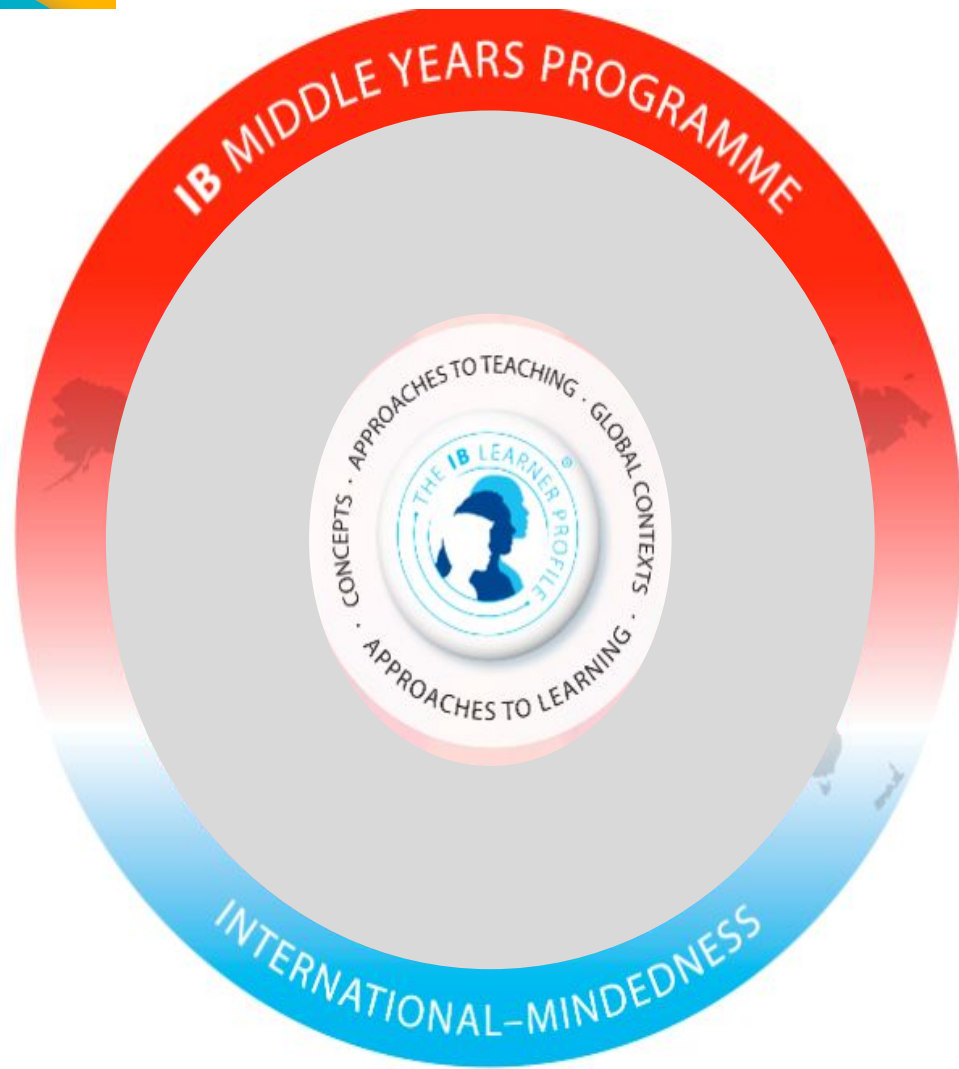 IB MIDDLE YEARS PROGRAMME
APPROACHES TO TEACHING · GLOBAL CONTEXTS · APPROACHES TO LEARNING · CONCEPTS ·
THE IB LEARNER PROFILE ®
INTERNATIONAL–MINDEDNESS